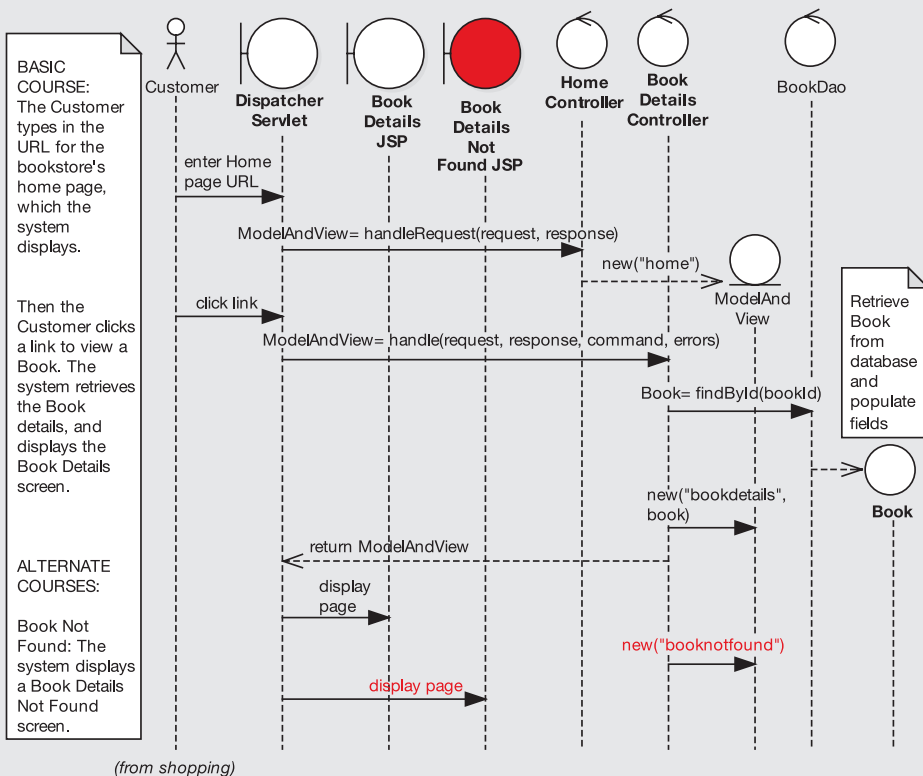 BASIC
COURSE:
The Customer
types in the
URL for the
bookstore's
home page,
which the
system
displays.
Then the
Customer clicks
a link to view a
Book. The
system retrieves
the Book
details, and
displays the
Book Details
screen.
ALTERNATE
COURSES:
Book Not
Found: The
system displays
a Book Details
Not Found
screen.
Customer
Dispatcher
Servlet
Book
Details
JSP
Book
Details
Not
Found JSP
Home
Controller
Book
Details
Controller
BookDao
enter Home
page URL
ModelAndView= handleRequest(request, response)
new("home")
ModelAnd
View
click link
ModelAndView= handle(request, response, command, errors)
Book= findById(bookId)
Retrieve
Book
from
database
and
populate
fields
Book
new("bookdetails",
book)
return ModelAndView
display
page
new("booknotfound")
display page
(from shopping)